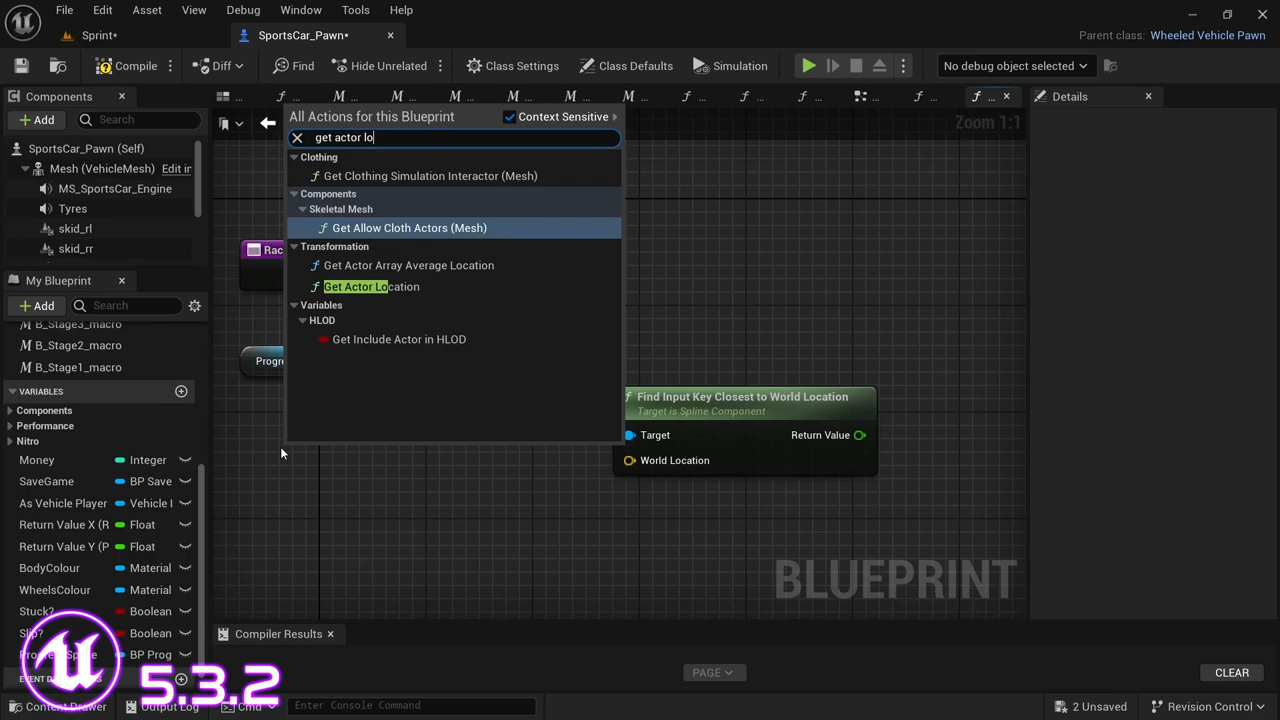 File Edit Asset View Debug Window Tools Help
Sprint*
SportsCar_Pawn*
Parent class: Wheeled Vehicle Pawn
Compile
Diff
Find
Hide Unrelated
Class Settings
Class Defaults
Simulation
No debug object selected
Components
Details
Add
Search
SportsCar_Pawn (Self)
Mesh (VehicleMesh) Edit in
MS_SportsCar_Engine
Tyres
skid_rl
skid_rr
My Blueprint
Add
Search
B_Stage3_macro
B_Stage2_macro
B_Stage1_macro
VARIABLES
Components
Performance
Nitro
Money Integer
SaveGame BP Save
As Vehicle Player Vehicle I
Return Value X (R Float
Return Value Y (P Float
BodyColour Material
WheelsColour Material
Stuck? Boolean
Slip? Boolean
BP Prog
5.3.2
All Actions for this Blueprint
Context Sensitive
get actor lo
Clothing
Get Clothing Simulation Interactor (Mesh)
Components
Skeletal Mesh
Get Allow Cloth Actors (Mesh)
Transformation
Get Actor Array Average Location
Get Actor Location
Variables
HLOD
Get Include Actor in HLOD
Zoom 1:1
Rac
Progre
Find Input Key Closest to World Location
Target is Spline Component
Target
Return Value
World Location
BLUEPRINT
Compiler Results
PAGE
CLEAR
Content Drawer
Output Log
Cmd
Enter Console Command
2 Unsaved
Revision Control